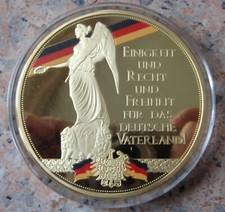 EINIGKEIT
UND
RECHT
UND
FREIHEIT
FÜR DAS
DEUTSCHE
VATERLAND!